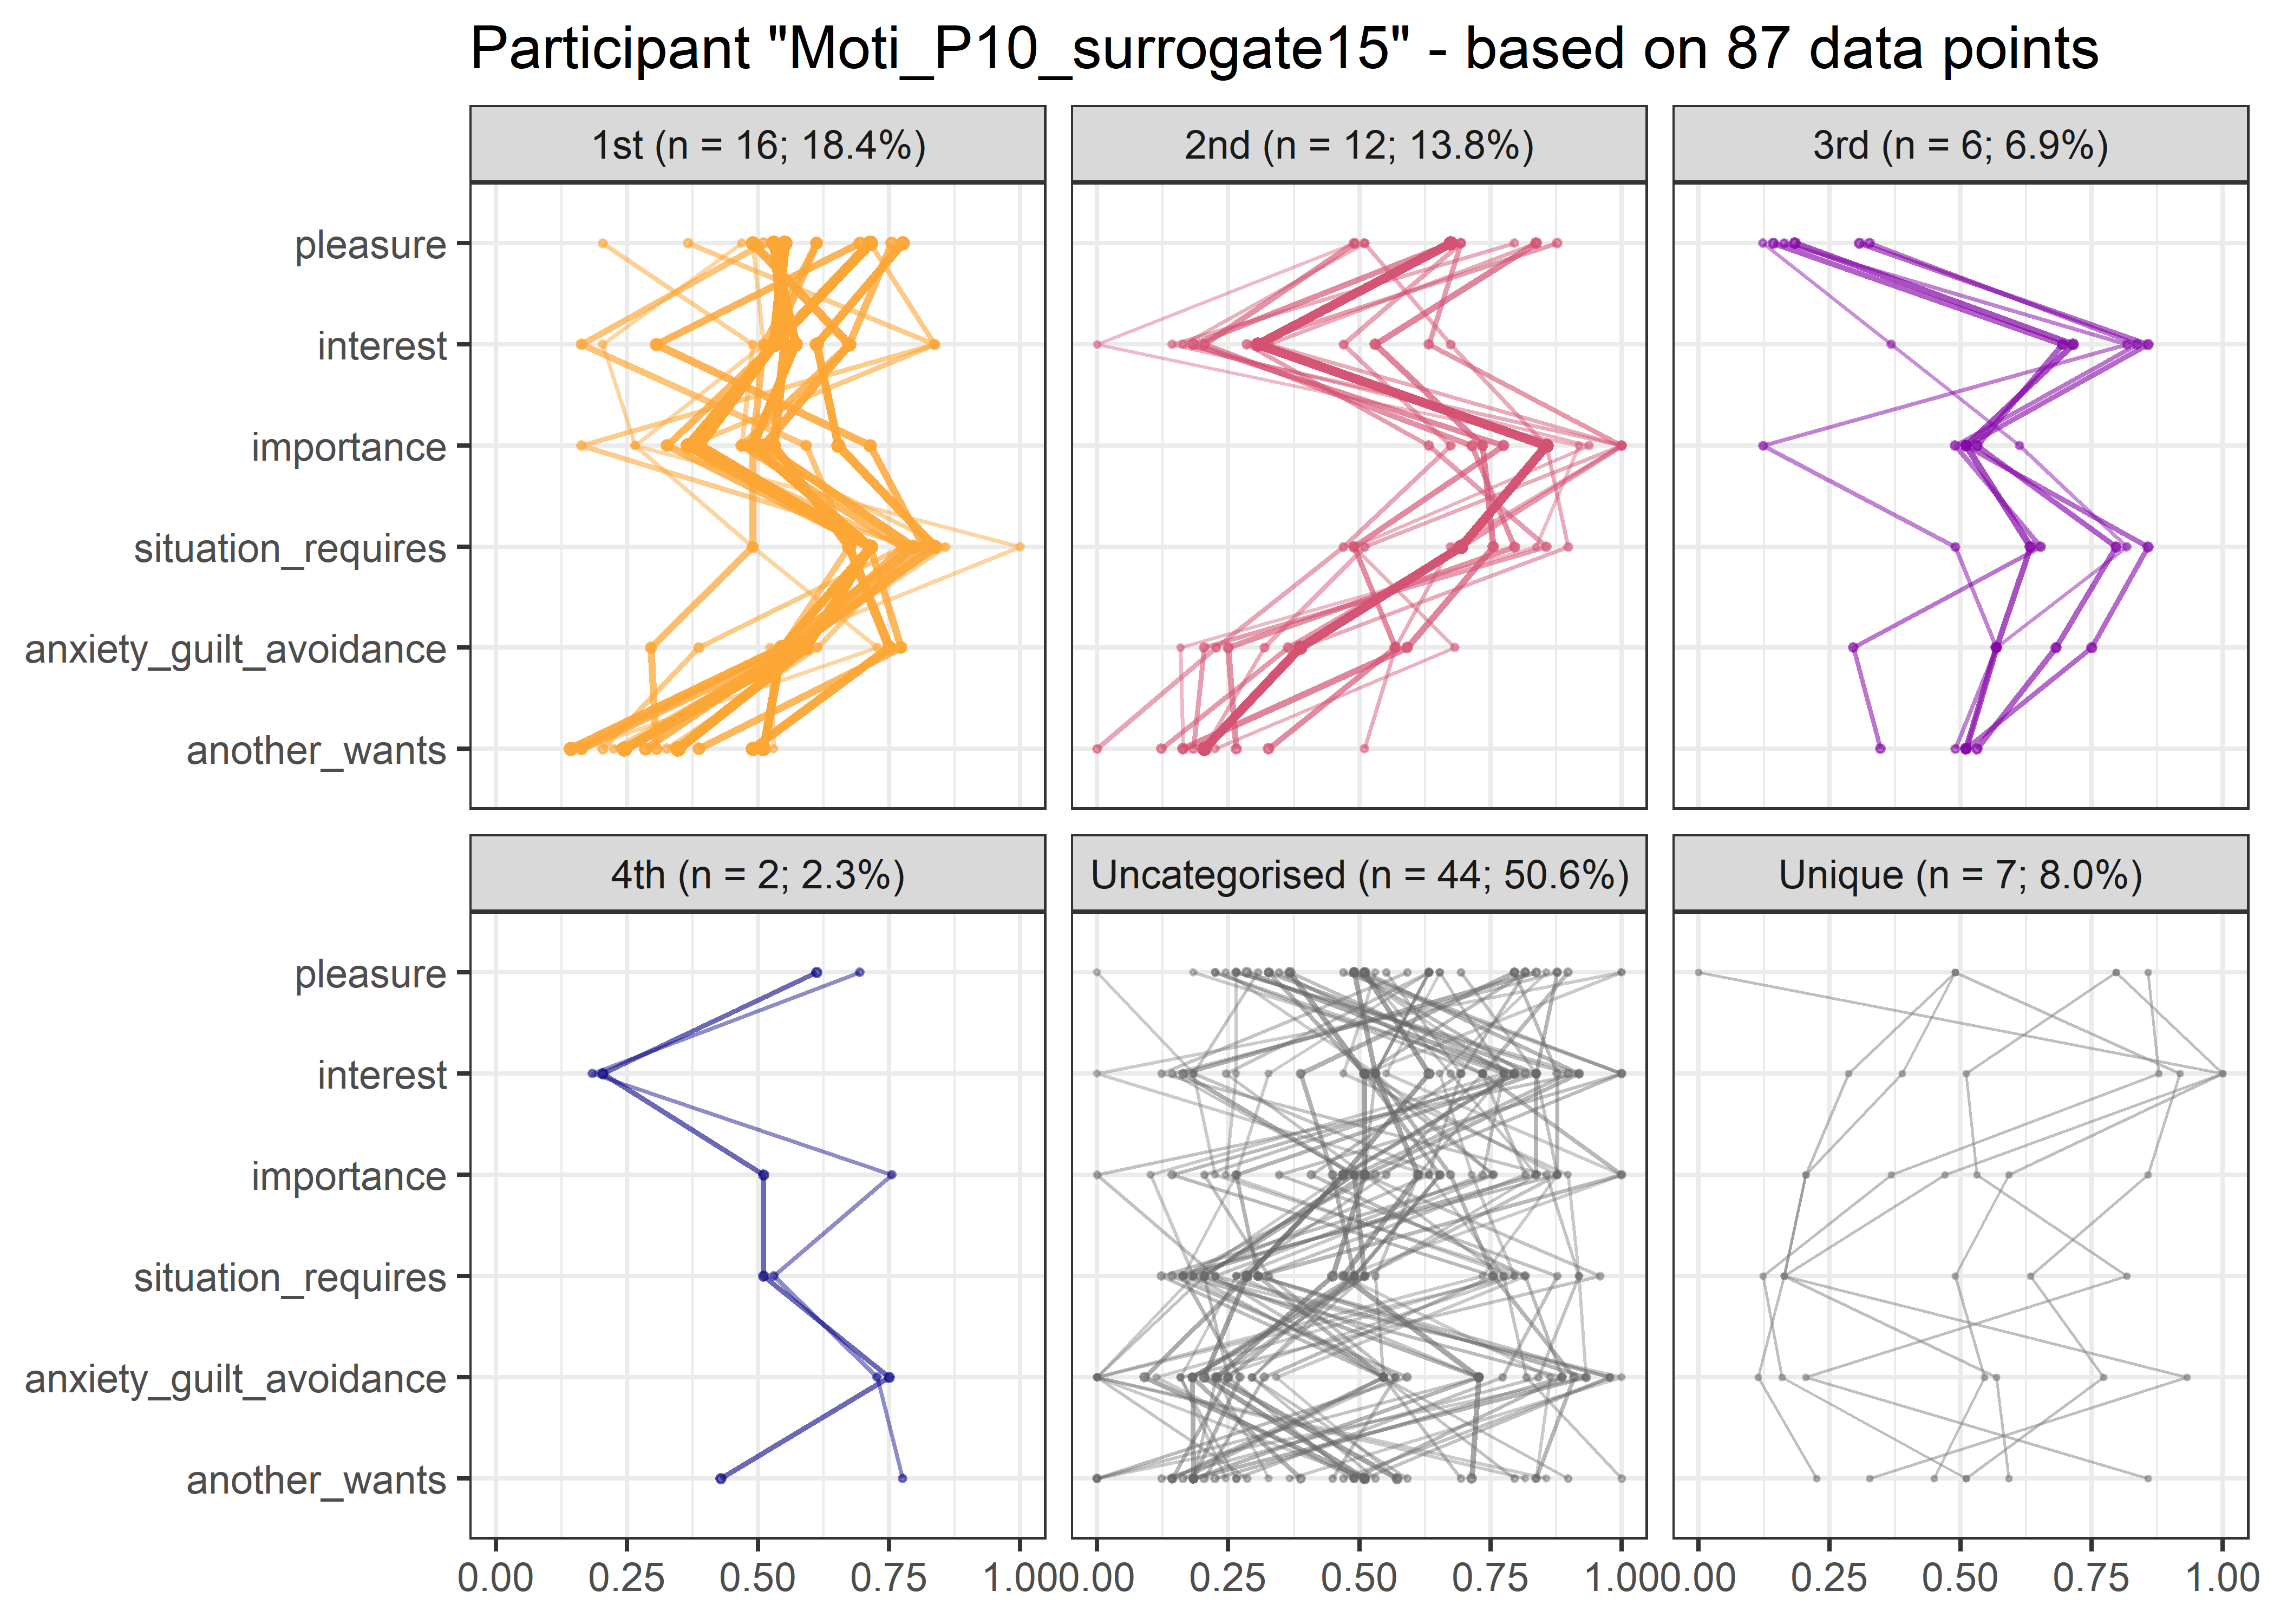 Participant "Moti_P10_surrogate15" - based on 87 data points
1st (n = 16; 18.4%)
2nd (n = 12; 13.8%)
3rd (n = 6; 6.9%)
pleasure
interest
importance
situation_requires
anxiety_guilt_avoidance
another_wants
4th (n = 2; 2.3%)
Uncategorised (n = 44; 50.6%)
Unique (n = 7; 8.0%)
pleasure
interest
importance
situation_requires
anxiety_guilt_avoidance
another_wants
0.00 0.25 0.50 0.75 1.00
0.00 0.25 0.50 0.75 1.00
0.00 0.25 0.50 0.75 1.00